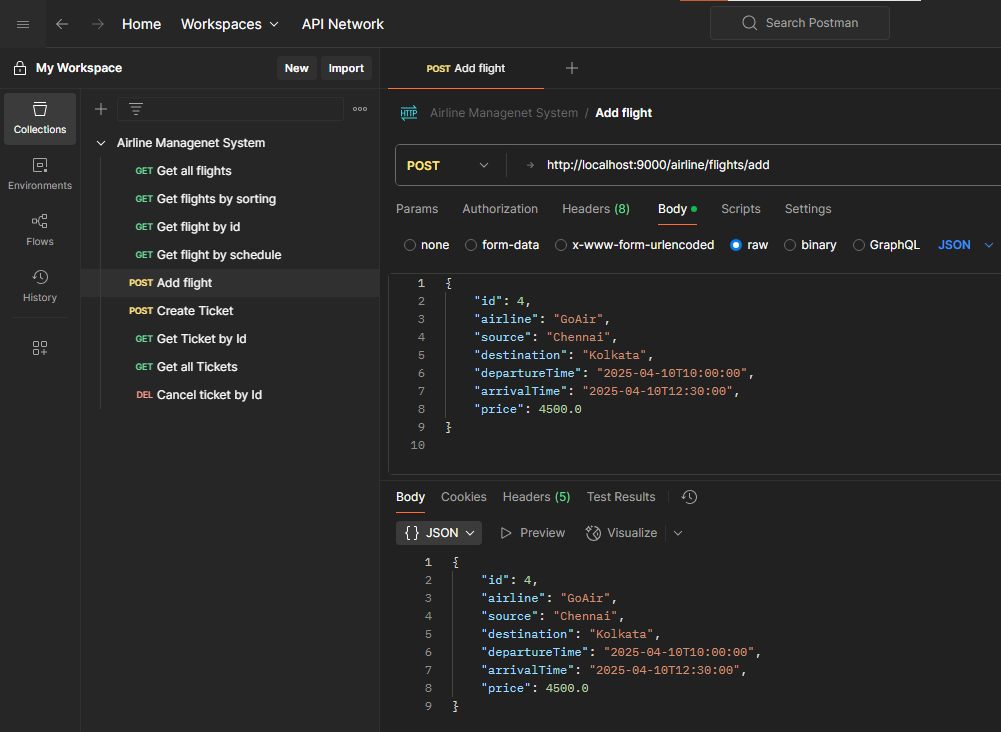 Home Workspaces API Network Search Postman
My Workspace New Import
POST Add flight
Collections
Environments
Flows
History
Airline Managenet System
GET Get all flights
GET Get flights by sorting
GET Get flight by id
GET Get flight by schedule
POST Add flight
POST Create Ticket
GET Get Ticket by Id
GET Get all Tickets
DEL Cancel ticket by Id
HTTP Airline Managenet System / Add flight
POST http://localhost:9000/airline/flights/add
Params Authorization Headers (8) Body Scripts Settings
none form-data x-www-form-urlencoded raw binary GraphQL JSON
1 {
2 "id": 4,
3 "airline": "GoAir",
4 "source": "Chennai",
5 "destination": "Kolkata",
6 "departureTime": "2025-04-10T10:00:00",
7 "arrivalTime": "2025-04-10T12:30:00",
8 "price": 4500.0
9 }
10
Body Cookies Headers (5) Test Results
{} JSON Preview Visualize
1 {
2 "id": 4,
3 "airline": "GoAir",
4 "source": "Chennai",
5 "destination": "Kolkata",
6 "departureTime": "2025-04-10T10:00:00",
7 "arrivalTime": "2025-04-10T12:30:00",
8 "price": 4500.0
9 }